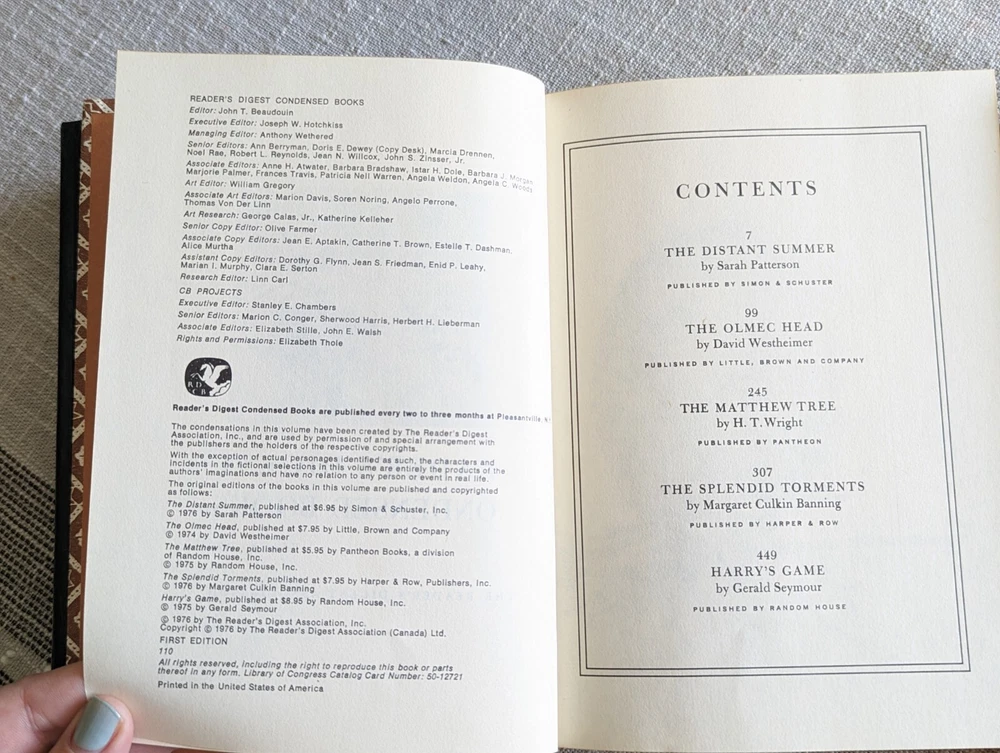 READER'S DIGEST CONDENSED BOOKS
Editor: John T. Beaudouin
Executive Editor: Joseph W. Hotchkiss
Managing Editor: Anthony Wethered
Senior Editors: Ann Berryman, Doris E. Dewey (Copy Desk), Marcia Drennen,
Noel Rae, Robert L. Reynolds, Jean N. Willcox, John S. Zinsser, Jr.
Associate Editors: Anne H. Atwater, Barbara Bradshaw, Istar H. Dole, Barbara J. Morgan,
Marjorie Palmer, Frances Travis, Patricia Nell Warren, Angela Weldon, Angela C. Woods
Art Editor: William Gregory
Associate Art Editors: Marion Davis, Soren Noring, Angelo Perrone,
Thomas Von Der Linn
Art Research: George Calas, Jr., Katherine Kelleher
Senior Copy Editor: Olive Farmer
Associate Copy Editors: Jean E. Aptakin, Catherine T. Brown, Estelle T. Dashman,
Alice Murtha
Assistant Copy Editors: Dorothy G. Flynn, Jean S. Friedman, Enid P. Leahy,
Marian I. Murphy, Clara E. Serton
Research Editor: Linn Carl
CB PROJECTS
Executive Editor: Stanley E. Chambers
Senior Editors: Marion C. Conger, Sherwood Harris, Herbert H. Lieberman
Associate Editors: Elizabeth Stille, John E. Walsh
Rights and Permissions: Elizabeth Thole
RD
CB
Reader's Digest Condensed Books are published every two to three months at Pleasantville,
The condensations in this volume have been created by The Reader's Digest
Association, Inc., and are used by permission of and special arrangement with
the publishers and the holders of the respective copyrights.
With the exception of actual personages identified as such, the characters and
incidents in the fictional selections in this volume are entirely the products of the
authors' imaginations and have no relation to any person or event in real life.
The original editions of the books in this volume are published and copyrighted
as follows:
The Distant Summer, published at $6.95 by Simon & Schuster, Inc.
© 1976 by Sarah Patterson
The Olmec Head, published at $7.95 by Little, Brown and Company
© 1974 by David Westheimer
The Matthew Tree, published at $5.95 by Pantheon Books, a division
of Random House, Inc.
© 1975 by Random House, Inc.
The Splendid Torments, published at $7.95 by Harper & Row, Publishers, Inc.
© 1976 by Margaret Culkin Banning
Harry's Game, published at $8.95 by Random House, Inc.
© 1975 by Gerald Seymour
© 1976 by The Reader's Digest Association, Inc.
Copyright © 1976 by The Reader's Digest Association (Canada) Ltd.
FIRST EDITION
110
All rights reserved, including the right to reproduce this book or parts
thereof in any form. Library of Congress Catalog Card Number: 50-12721
Printed in the United States of America
CONTENTS
7
THE DISTANT SUMMER
by Sarah Patterson
PUBLISHED BY SIMON & SCHUSTER
99
THE OLMEC HEAD
by David Westheimer
PUBLISHED BY LITTLE, BROWN AND COMPANY
245
THE MATTHEW TREE
by H. T. Wright
PUBLISHED BY PANTHEON
307
THE SPLENDID TORMENTS
by Margaret Culkin Banning
PUBLISHED BY HARPER & ROW
449
HARRY'S GAME
by Gerald Seymour
PUBLISHED BY RANDOM HOUSE